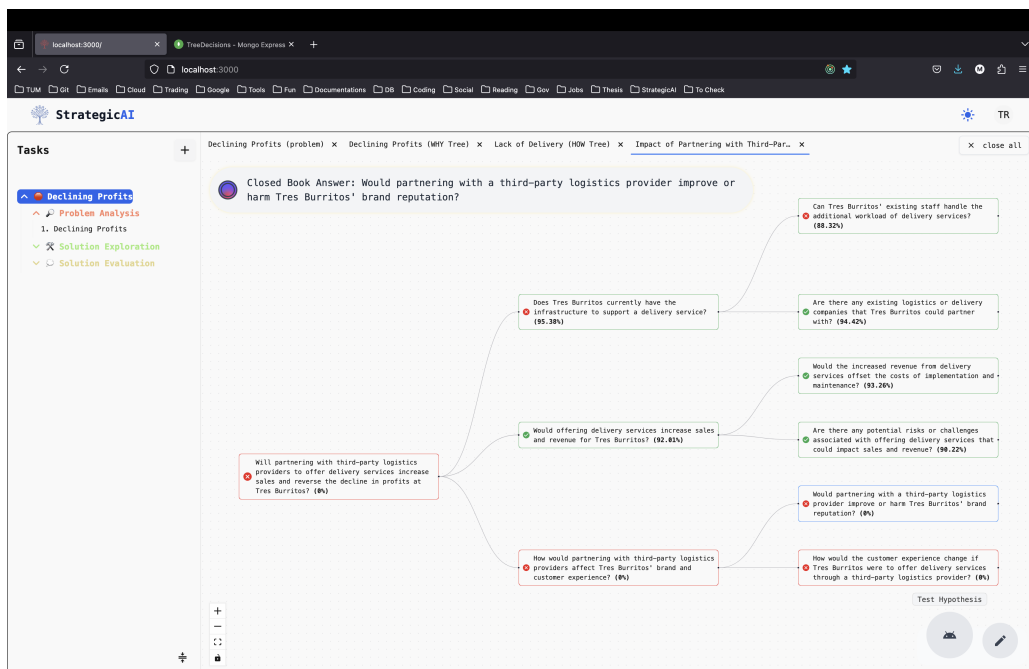 localhost:3000/
TreeDecisions - Mongo Express
localhost:3000
TUM Git Emails Cloud Trading Google Tools Fun Documentations DB Coding Social Reading Gov Jobs Thesis StrategicAI To Check
StrategicAI
TR
Tasks
Declining Profits (problem)
Declining Profits (WHY Tree)
Lack of Delivery (HOW Tree)
Impact of Partnering with Third-Par…
close all
Declining Profits
Problem Analysis
1. Declining Profits
Solution Exploration
Solution Evaluation
Closed Book Answer: Would partnering with a third-party logistics provider improve or
harm Tres Burritos' brand reputation?
Will partnering with third-party logistics
providers to offer delivery services increase
sales and reverse the decline in profits at
Tres Burritos? (0%)
Does Tres Burritos currently have the
infrastructure to support a delivery service?
(95.38%)
Would offering delivery services increase sales
and revenue for Tres Burritos? (92.01%)
How would partnering with third-party logistics
providers affect Tres Burritos' brand and
customer experience? (0%)
Can Tres Burritos' existing staff handle the
additional workload of delivery services?
(88.32%)
Are there any existing logistics or delivery
companies that Tres Burritos could partner
with? (94.42%)
Would the increased revenue from delivery
services offset the costs of implementation and
maintenance? (93.26%)
Are there any potential risks or challenges
associated with offering delivery services that
could impact sales and revenue? (90.22%)
Would partnering with a third-party logistics
provider improve or harm Tres Burritos' brand
reputation? (0%)
How would the customer experience change if
Tres Burritos were to offer delivery services
through a third-party logistics provider? (0%)
Test Hypothesis